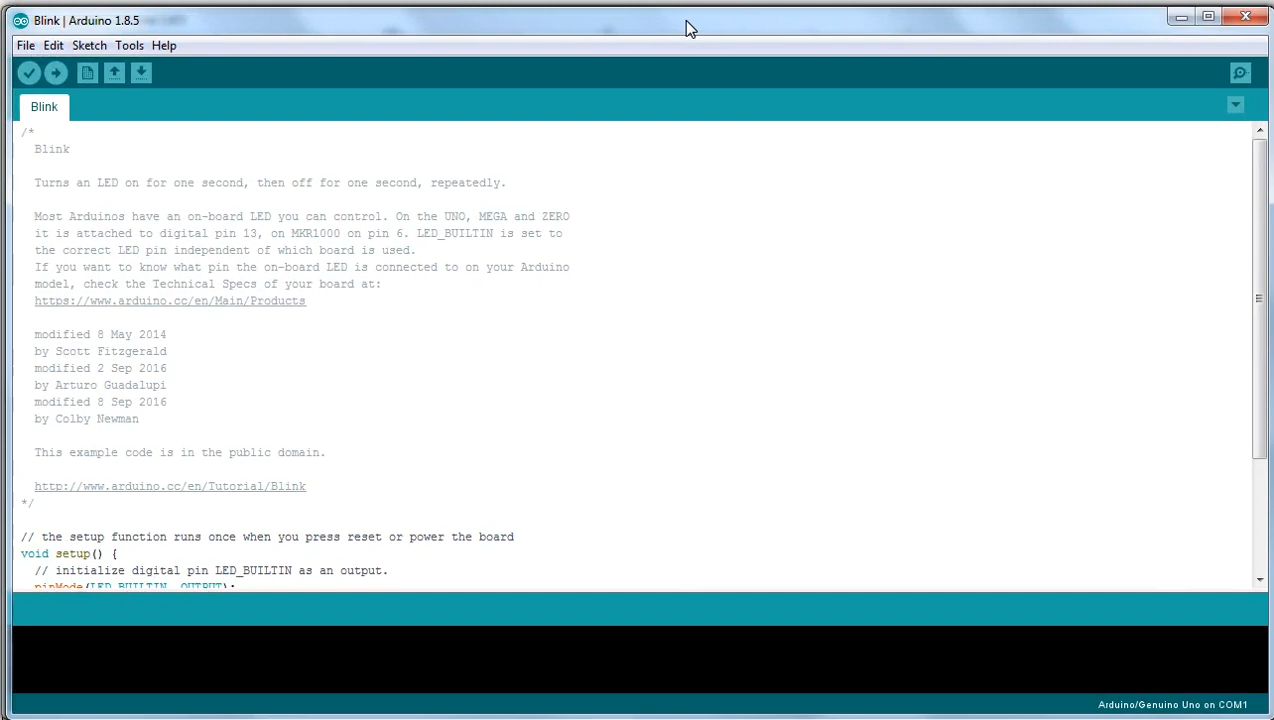 Blink | Arduino 1.8.5
File Edit Sketch Tools Help
Blink
/*
Blink
Turns an LED on for one second, then off for one second, repeatedly.
Most Arduinos have an on-board LED you can control. On the UNO, MEGA and ZERO
it is attached to digital pin 13, on MKR1000 on pin 6. LED_BUILTIN is set to
the correct LED pin independent of which board is used.
If you want to know what pin the on-board LED is connected to on your Arduino
model, check the Technical Specs of your board at:
https://www.arduino.cc/en/Main/Products
modified 8 May 2014
by Scott Fitzgerald
modified 2 Sep 2016
by Arturo Guadalupi
modified 8 Sep 2016
by Colby Newman
This example code is in the public domain.
http://www.arduino.cc/en/Tutorial/Blink
*/
// the setup function runs once when you press reset or power the board
void setup() {
// initialize digital pin LED_BUILTIN as an output.
pinMode(LED_BUILTIN, OUTPUT);
Arduino/Genuino Uno on COM1